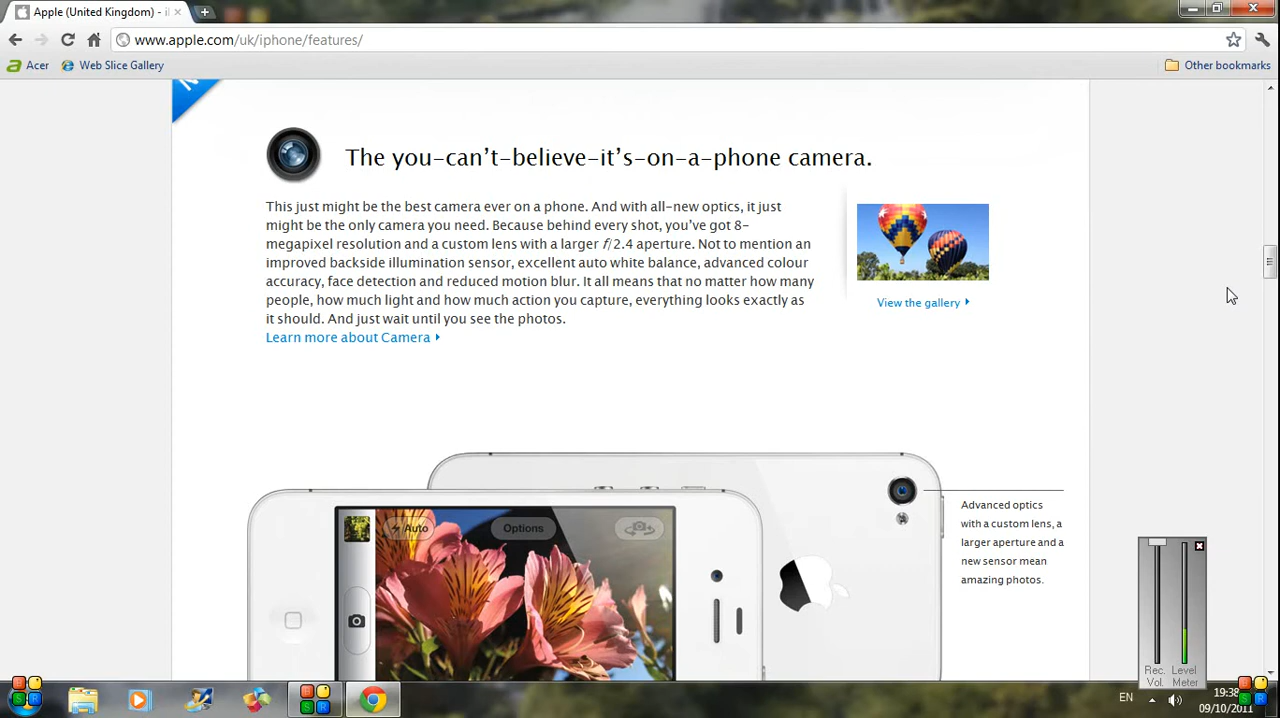 Apple (United Kingdom) - il
www.apple.com/uk/iphone/features/
Acer
Web Slice Gallery
Other bookmarks
The you-can't-believe-it's-on-a-phone camera.
This just might be the best camera ever on a phone. And with all-new optics, it just
might be the only camera you need. Because behind every shot, you've got 8-
megapixel resolution and a custom lens with a larger f/2.4 aperture. Not to mention an
improved backside illumination sensor, excellent auto white balance, advanced colour
accuracy, face detection and reduced motion blur. It all means that no matter how many
people, how much light and how much action you capture, everything looks exactly as
it should. And just wait until you see the photos.
Learn more about Camera
View the gallery
Auto
Options
Advanced optics
with a custom lens, a
larger aperture and a
new sensor mean
amazing photos.
Rec. Level
Vol. Meter
S R
S R
EN
19:38
09/10/2011
S R